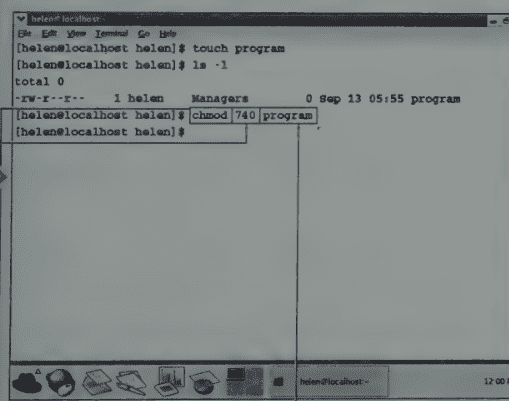 helen@localhost:~
File Edit View Terminal Go Help
[helen@localhost helen]$ touch program
[helen@localhost helen]$ ls -l
total 0
-rw-r--r-- 1 helen Managers 0 Sep 13 05:55 program
[helen@localhost helen]$ chmod 740 program
[helen@localhost helen]$
helen@localhost:~
12:00